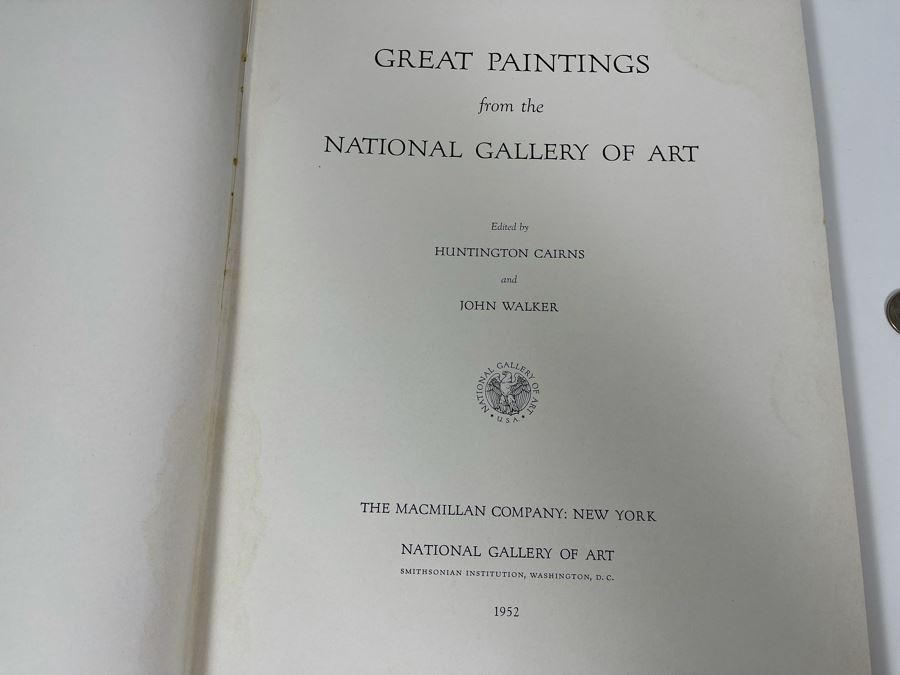 GREAT PAINTINGS
from the
NATIONAL GALLERY OF ART
Edited by
HUNTINGTON CAIRNS
and
JOHN WALKER
NATIONAL GALLERY OF ART
• U.S.A. •
THE MACMILLAN COMPANY: NEW YORK
NATIONAL GALLERY OF ART
SMITHSONIAN INSTITUTION, WASHINGTON, D. C.
1952